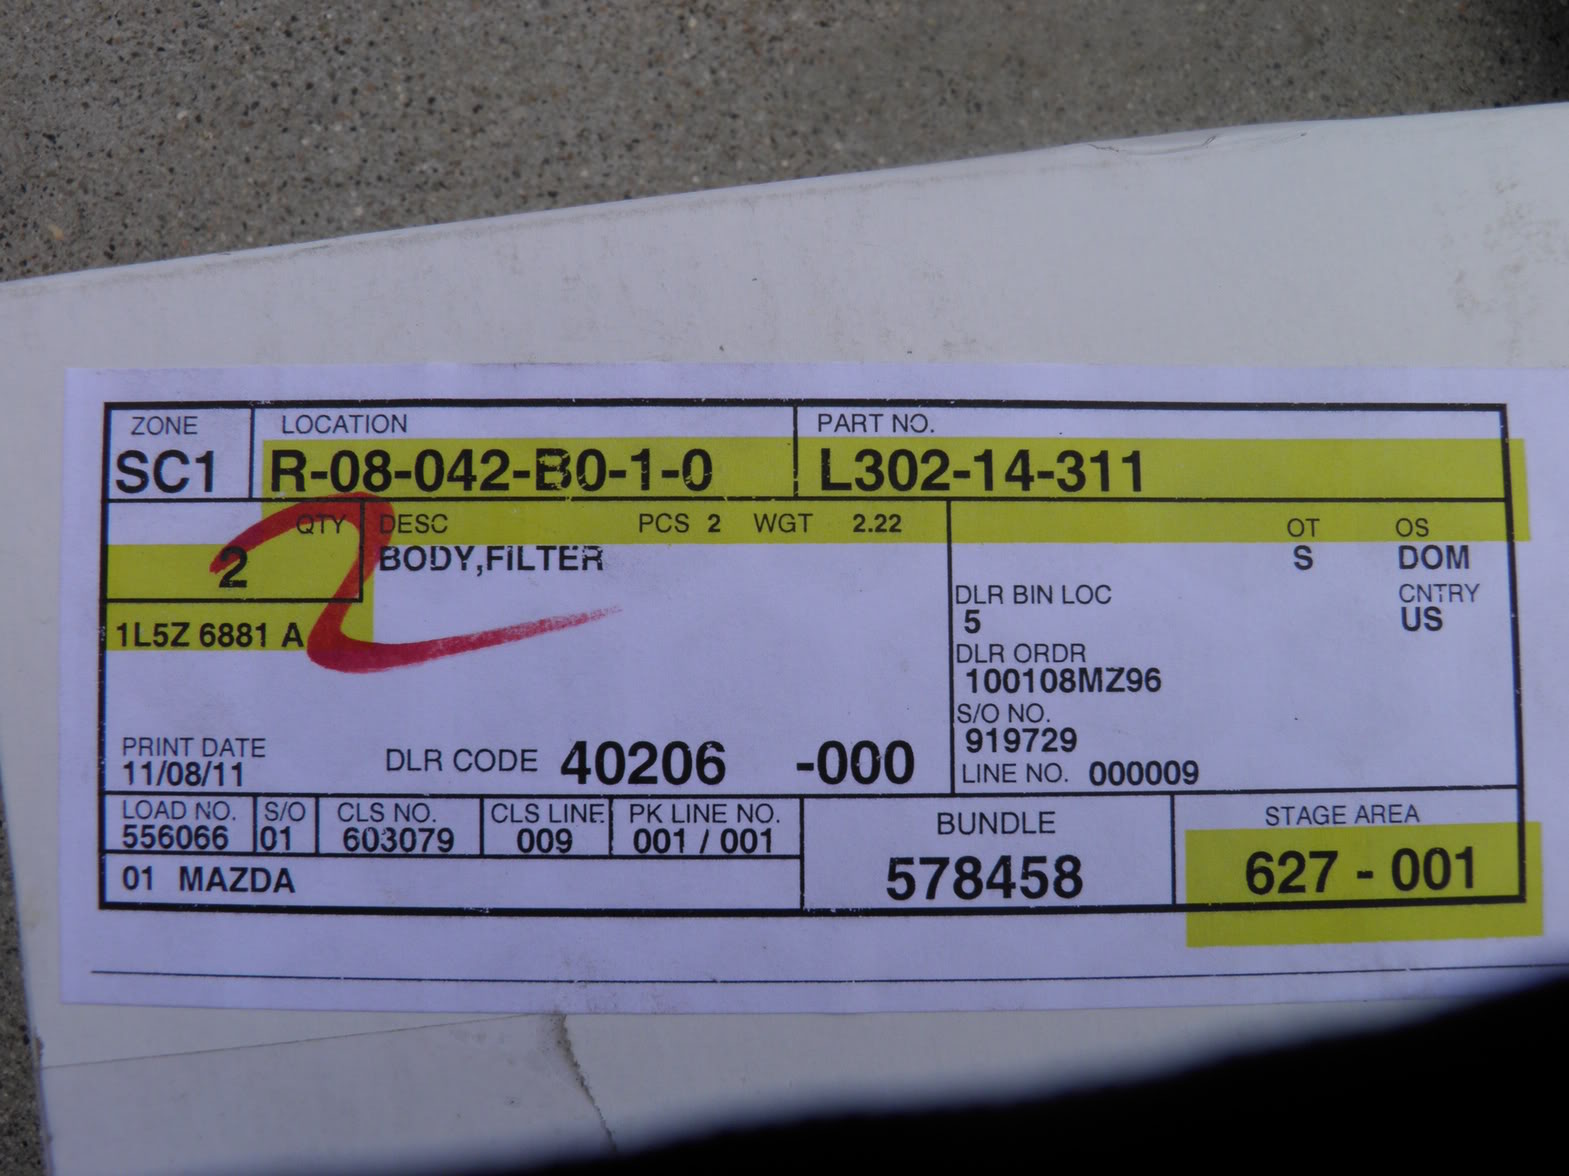 ZONE LOCATION PART NO.
SC1 R-08-042-B0-1-0 L302-14-311
QTY DESC PCS 2 WGT 2.22 OT OS
2 BODY,FILTER S DOM
2
DLR BIN LOC CNTRY
5 US
1L5Z 6881 A
DLR ORDR
100108MZ96
S/O NO.
919729
PRINT DATE DLR CODE 40206 -000
11/08/11 LINE NO. 000009
LOAD NO. S/O CLS NO. CLS LINE PK LINE NO. BUNDLE STAGE AREA
556066 01 603079 009 001 / 001
01 MAZDA 578458 627 - 001